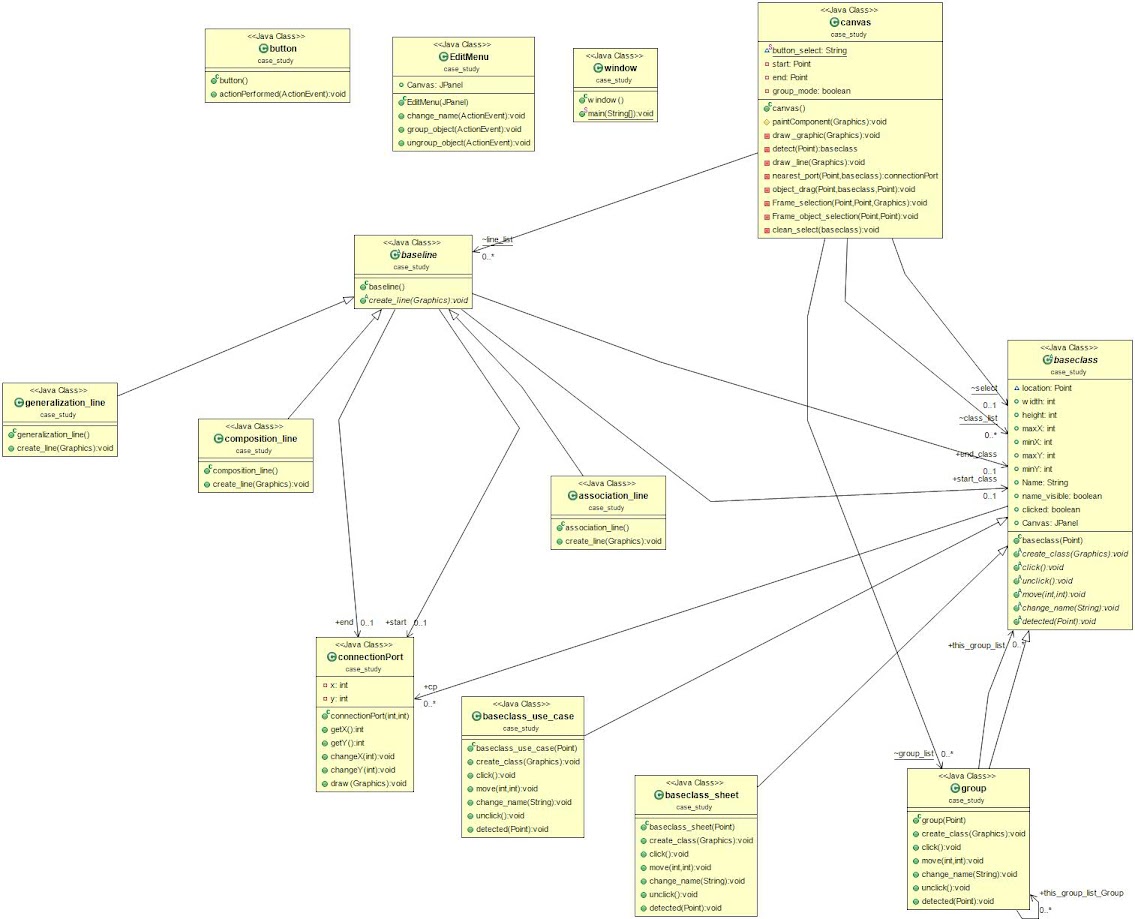 <<Java Class>>
button
case_study
button()
actionPerformed(ActionEvent):void
<<Java Class>>
EditMenu
case_study
Canvas: JPanel
EditMenu(JPanel)
change_name(ActionEvent):void
group_object(ActionEvent):void
ungroup_object(ActionEvent):void
<<Java Class>>
window
case_study
window()
main(String[]):void
<<Java Class>>
canvas
case_study
button_select: String
start: Point
end: Point
group_mode: boolean
canvas()
paintComponent(Graphics):void
draw_graphic(Graphics):void
detect(Point):baseclass
draw_line(Graphics):void
nearest_port(Point,baseclass):connectionPort
object_drag(Point,baseclass,Point):void
Frame_selection(Point,Point,Graphics):void
Frame_object_selection(Point,Point):void
clean_select(baseclass):void
~line_list
0..*
<<Java Class>>
baseline
case_study
baseline()
create_line(Graphics):void
<<Java Class>>
generalization_line
case_study
generalization_line()
create_line(Graphics):void
<<Java Class>>
composition_line
case_study
composition_line()
create_line(Graphics):void
<<Java Class>>
association_line
case_study
association_line()
create_line(Graphics):void
~select
0..1
~class_list
0..*
+end_class
0..1
+start_class
0..1
<<Java Class>>
baseclass
case_study
location: Point
width: int
height: int
maxX: int
minX: int
maxY: int
minY: int
Name: String
name_visible: boolean
clicked: boolean
Canvas: JPanel
baseclass(Point)
create_class(Graphics):void
click():void
unclick():void
move(int,int):void
change_name(String):void
detected(Point):void
+end 0..1
+start 0..1
<<Java Class>>
connectionPort
case_study
x: int
y: int
connectionPort(int,int)
getX():int
getY():int
changeX(int):void
changeY(int):void
draw(Graphics):void
+cp
0..*
<<Java Class>>
baseclass_use_case
case_study
baseclass_use_case(Point)
create_class(Graphics):void
click():void
move(int,int):void
change_name(String):void
unclick():void
detected(Point):void
<<Java Class>>
baseclass_sheet
case_study
baseclass_sheet(Point)
create_class(Graphics):void
click():void
move(int,int):void
change_name(String):void
unclick():void
detected(Point):void
+this_group_list
~group_list 0..*
<<Java Class>>
group
case_study
group(Point)
create_class(Graphics):void
click():void
move(int,int):void
change_name(String):void
unclick():void
detected(Point):void
+this_group_list_Group
0..*